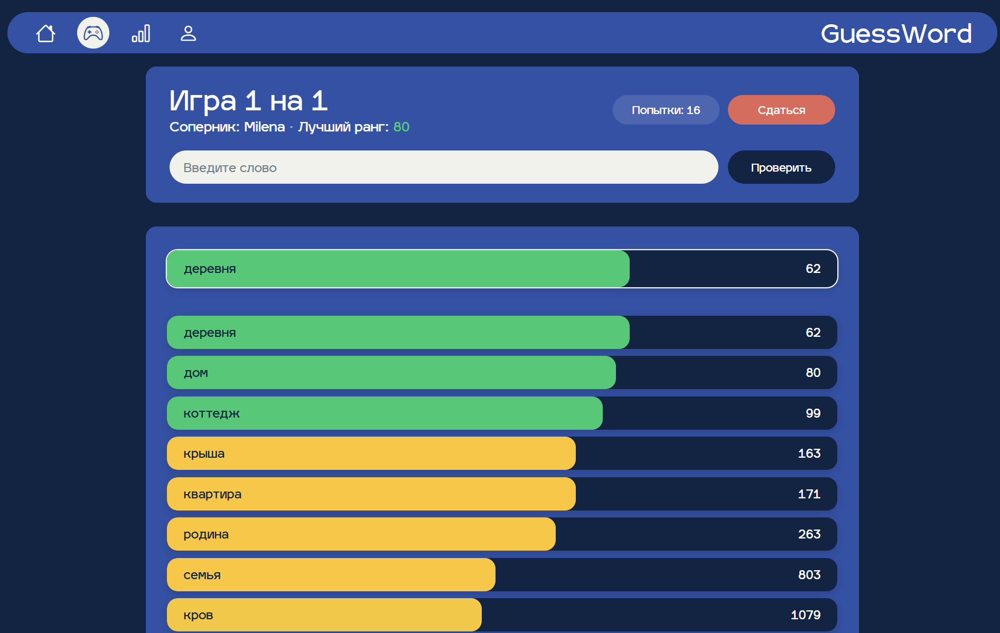 GuessWord
Игра 1 на 1
Соперник: Milena · Лучший ранг: 80
Попытки: 16
Сдаться
Введите слово
Проверить
деревня 62
деревня 62
дом 80
коттедж 99
крыша 163
квартира 171
родина 263
семья 803
кров 1079